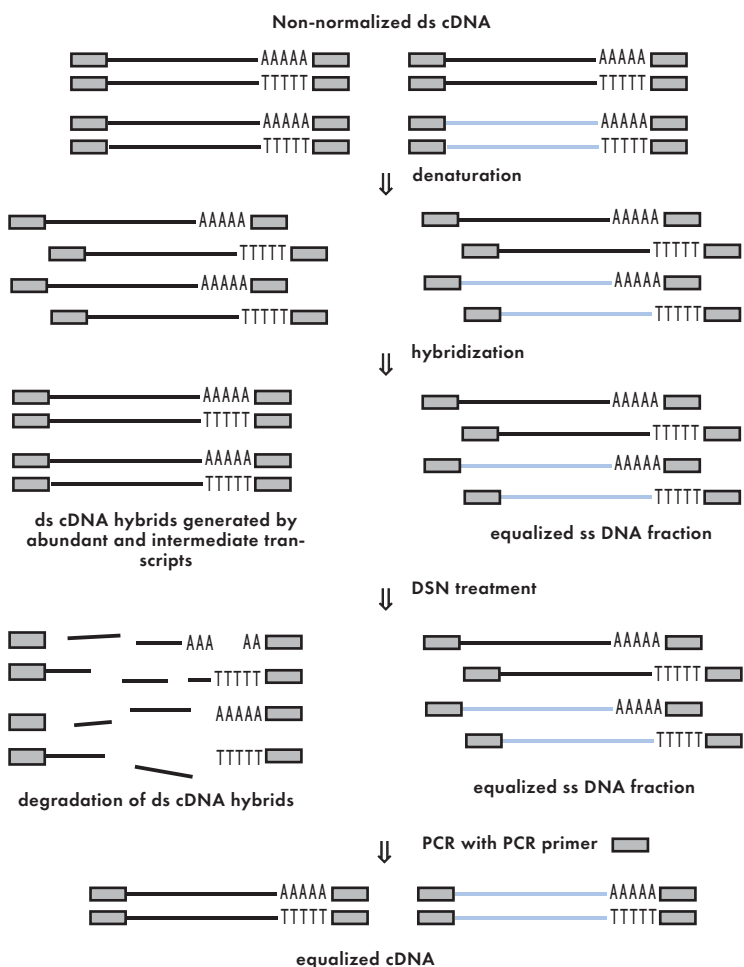 Non-normalized ds cDNA
AAAAA AAAAA
TTTTT TTTTT
AAAAA AAAAA
TTTTT TTTTT
denaturation
AAAAA AAAAA
TTTTT TTTTT
AAAAA AAAAA
TTTTT TTTTT
hybridization
AAAAA AAAAA
TTTTT TTTTT
AAAAA AAAAA
TTTTT TTTTT
ds cDNA hybrids generated by
abundant and intermediate tran-
scripts
equalized ss DNA fraction
DSN treatment
AAA AA AAAAA
TTTTT TTTTT
AAAAA AAAAA
TTTTT TTTTT
degradation of ds cDNA hybrids
equalized ss DNA fraction
PCR with PCR primer
AAAAA AAAAA
TTTTT TTTTT
equalized cDNA